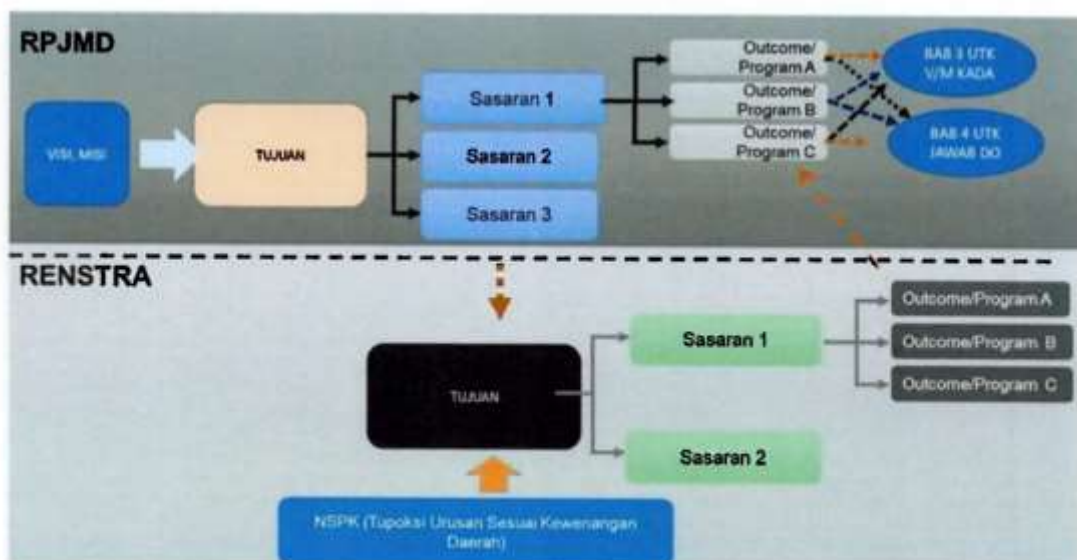 RPJMD
VISI, MISI
TUJUAN
Sasaran 1
Sasaran 2
Sasaran 3
Outcome/
Program A
Outcome/
Program B
Outcome/
Program C
BAB 3 UTK
V/M KADA
BAB 4 UTK
JAWAB DO
RENSTRA
TUJUAN
Sasaran 1
Sasaran 2
Outcome/Program A
Outcome/Program B
Outcome/Program C
NSPK (Tupoksi Urusan Sesuai Kewenangan
Daerah)